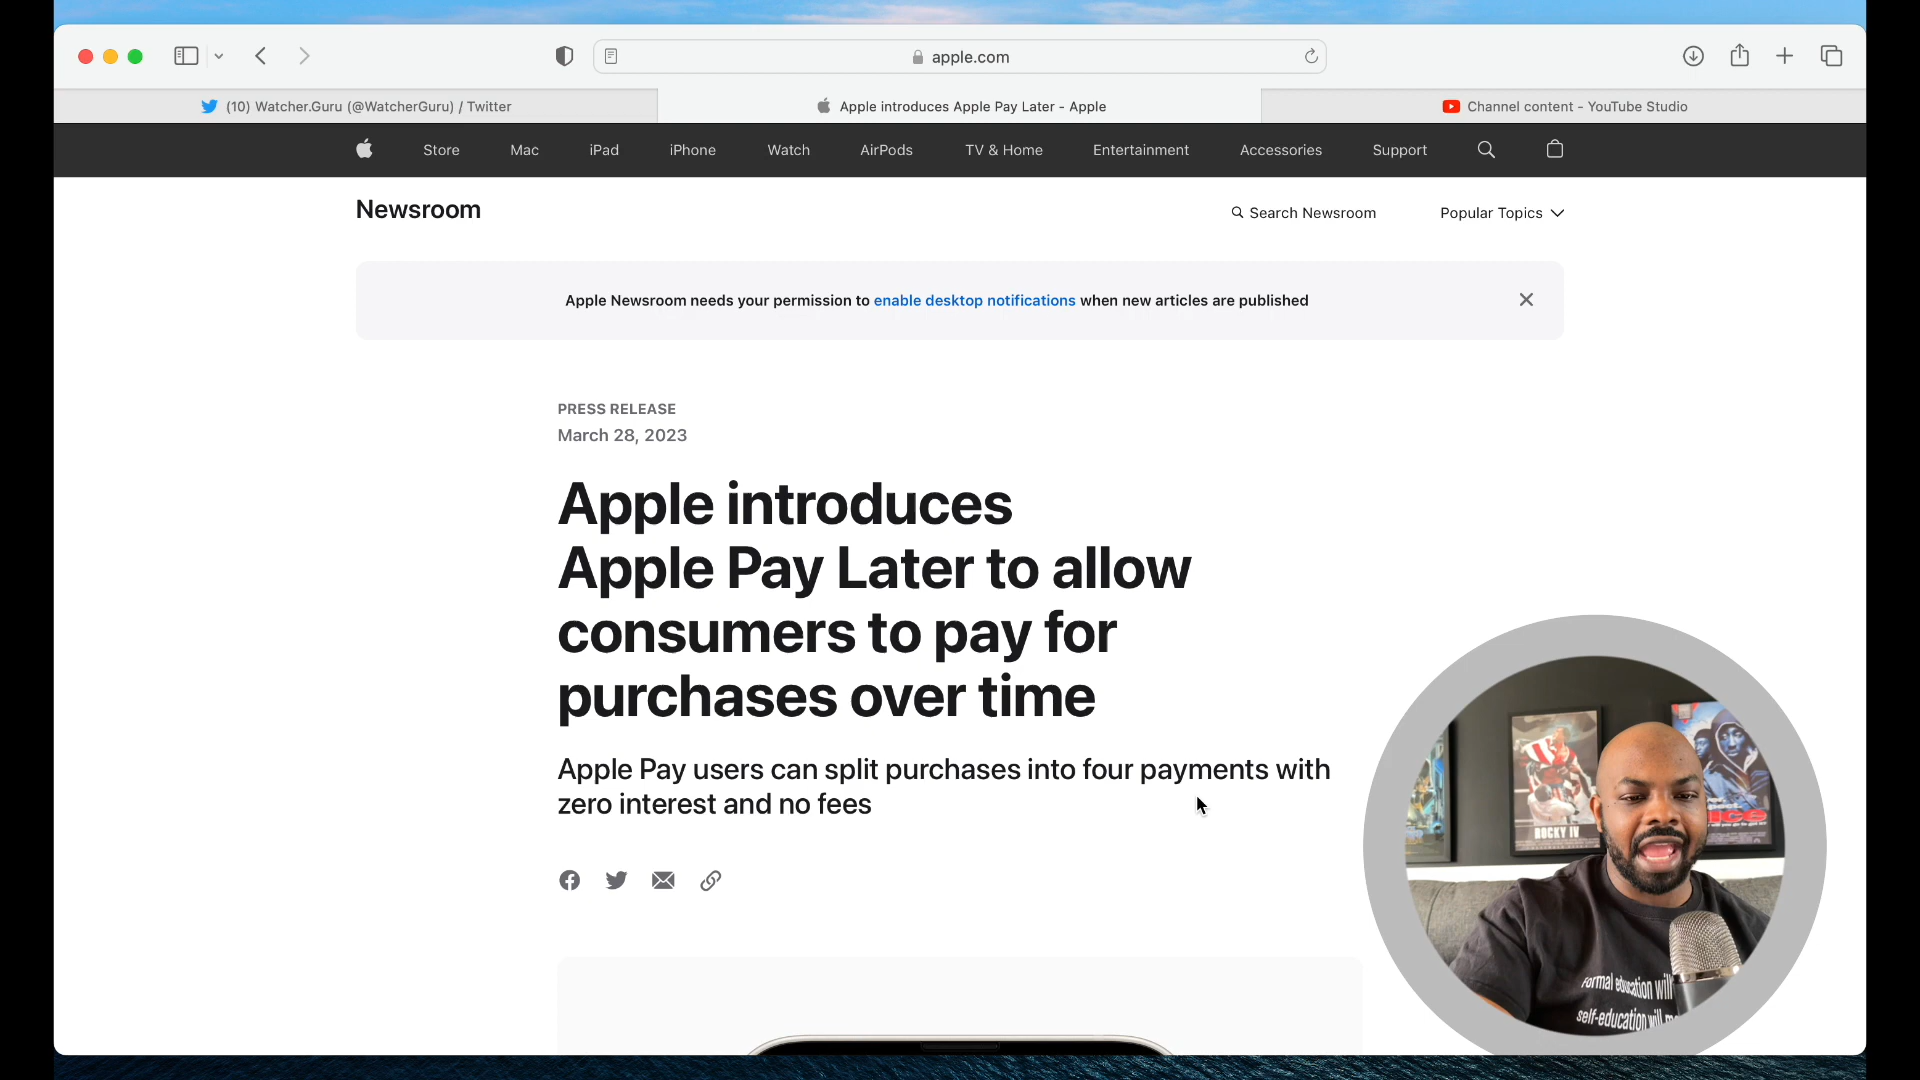 apple.com
(10) Watcher.Guru (@WatcherGuru) / Twitter
Apple introduces Apple Pay Later - Apple
Channel content - YouTube Studio
Store Mac iPad iPhone Watch AirPods TV & Home Entertainment Accessories Support
Newsroom
Search Newsroom
Popular Topics
Apple Newsroom needs your permission to enable desktop notifications when new articles are published
PRESS RELEASE
March 28, 2023
Apple introduces
Apple Pay Later to allow
consumers to pay for
purchases over time
Apple Pay users can split purchases into four payments with
zero interest and no fees
ROCKY IV
Formal education will
self-education will